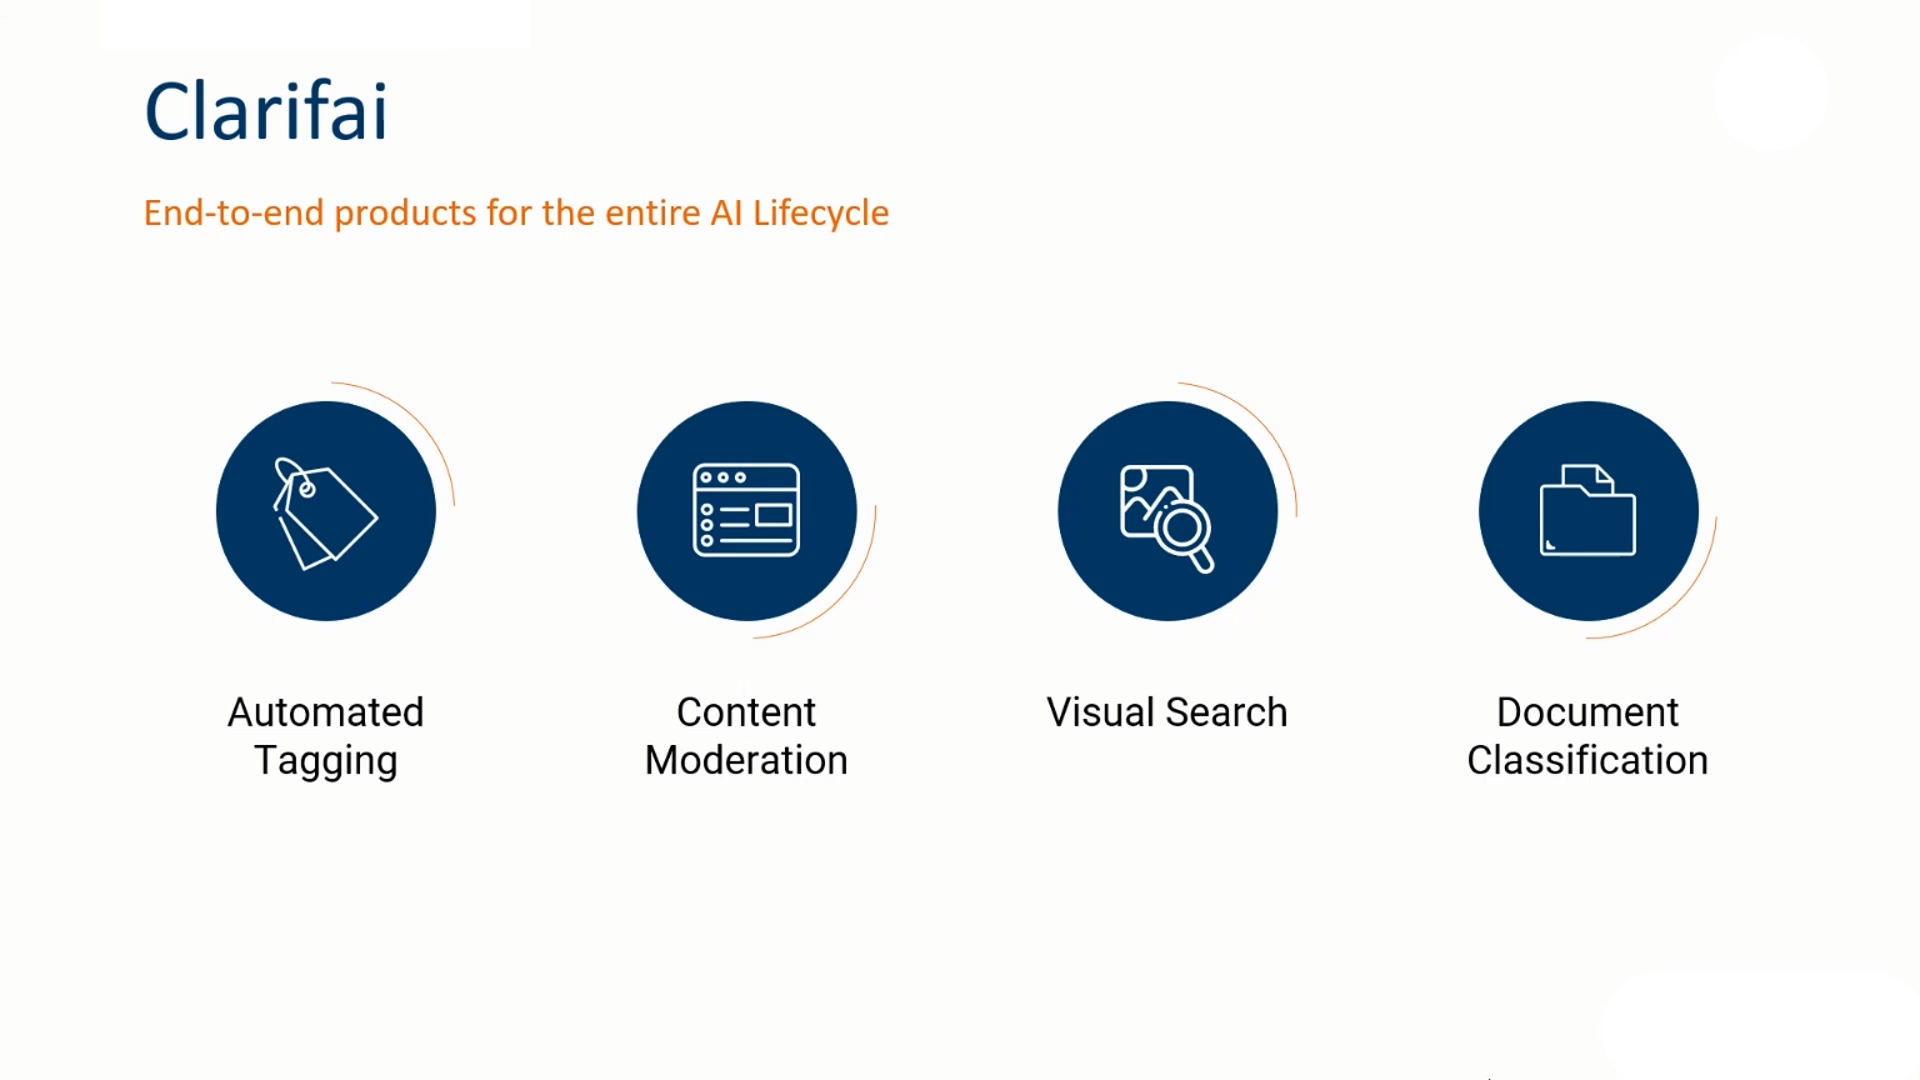 Clarifai
End-to-end products for the entire AI Lifecycle
Automated
Tagging
Content
Moderation
Visual Search
Document
Classification